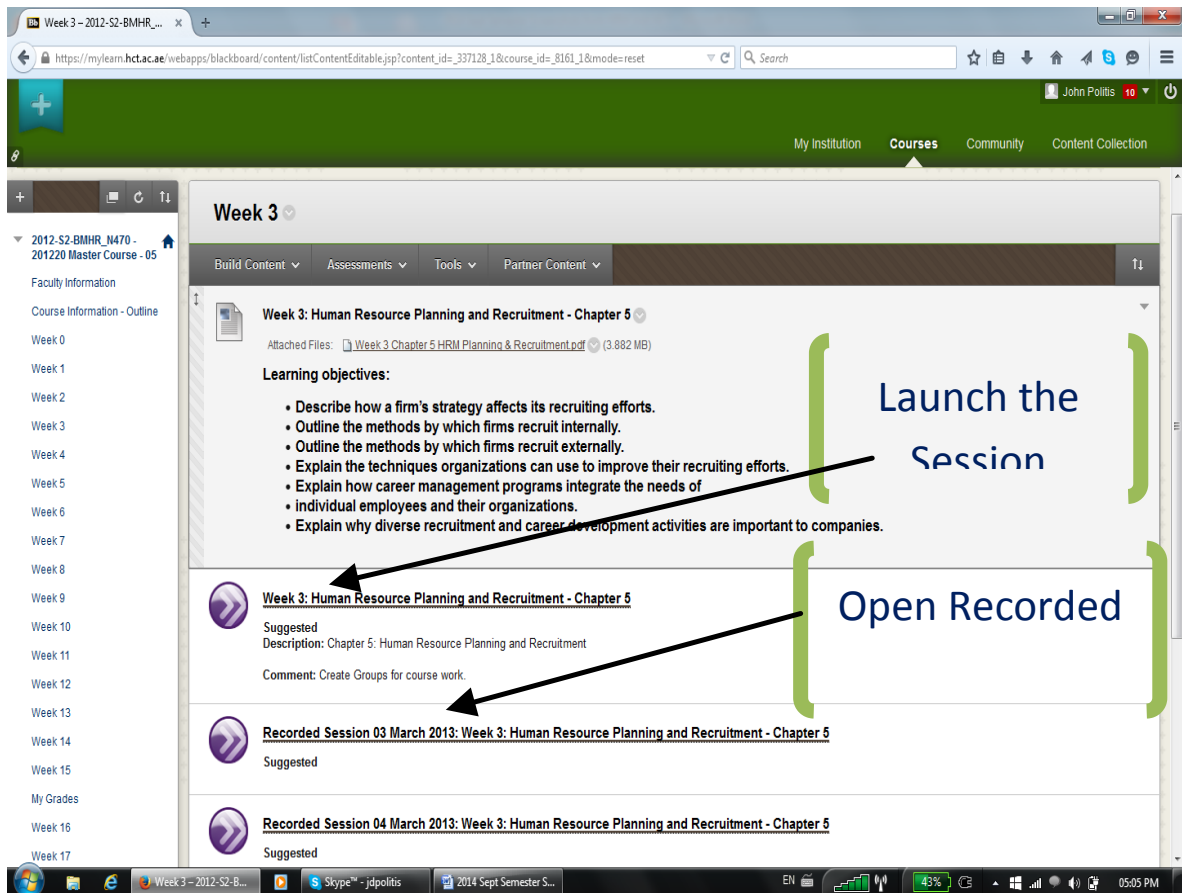 Week 3 – 2012-S2-BMHR_...
https://mylearn.hct.ac.ae/webapps/blackboard/content/listContentEditable.jsp?content_id=_337128_1&course_id=_8161_1&mode=reset
Search
John Politis 10
My Institution Courses Community Content Collection
2012-S2-BMHR_N470 -
201220 Master Course - 05
Faculty Information
Course Information - Outline
Week 0
Week 1
Week 2
Week 3
Week 4
Week 5
Week 6
Week 7
Week 8
Week 9
Week 10
Week 11
Week 12
Week 13
Week 14
Week 15
My Grades
Week 16
Week 17
Week 3
Build Content Assessments Tools Partner Content
Week 3: Human Resource Planning and Recruitment - Chapter 5
Attached Files: Week 3 Chapter 5 HRM Planning & Recruitment.pdf (3.882 MB)
Learning objectives:
• Describe how a firm's strategy affects its recruiting efforts.
• Outline the methods by which firms recruit internally.
• Outline the methods by which firms recruit externally.
• Explain the techniques organizations can use to improve their recruiting efforts.
• Explain how career management programs integrate the needs of
• individual employees and their organizations.
• Explain why diverse recruitment and career development activities are important to companies.
Launch the
Session
Week 3: Human Resource Planning and Recruitment - Chapter 5
Suggested
Description: Chapter 5: Human Resource Planning and Recruitment
Comment: Create Groups for course work.
Open Recorded
Recorded Session 03 March 2013: Week 3: Human Resource Planning and Recruitment - Chapter 5
Suggested
Recorded Session 04 March 2013: Week 3: Human Resource Planning and Recruitment - Chapter 5
Suggested
Week 3 – 2012-S2-B...
Skype™ - jdpolitis
2014 Sept Semester S...
EN
43%
05:05 PM